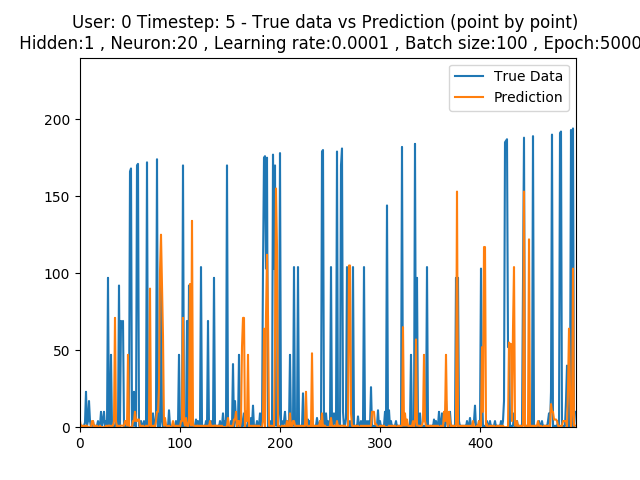 User: 0 Timestep: 5 - True data vs Prediction (point by point)
Hidden:1 , Neuron:20 , Learning rate:0.0001 , Batch size:100 , Epoch:5000
True Data
Prediction
200
150
100
50
0
0 100 200 300 400